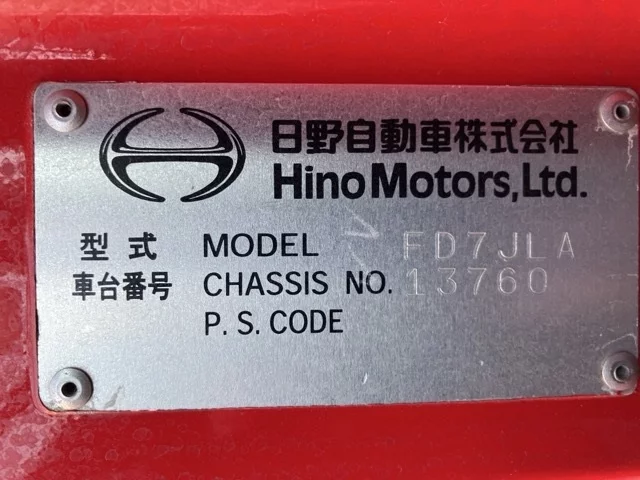 日野自動車株式会社
Hino Motors, Ltd.
型式 MODEL FD7JLA
車台番号 CHASSIS NO. 13760
P. S. CODE